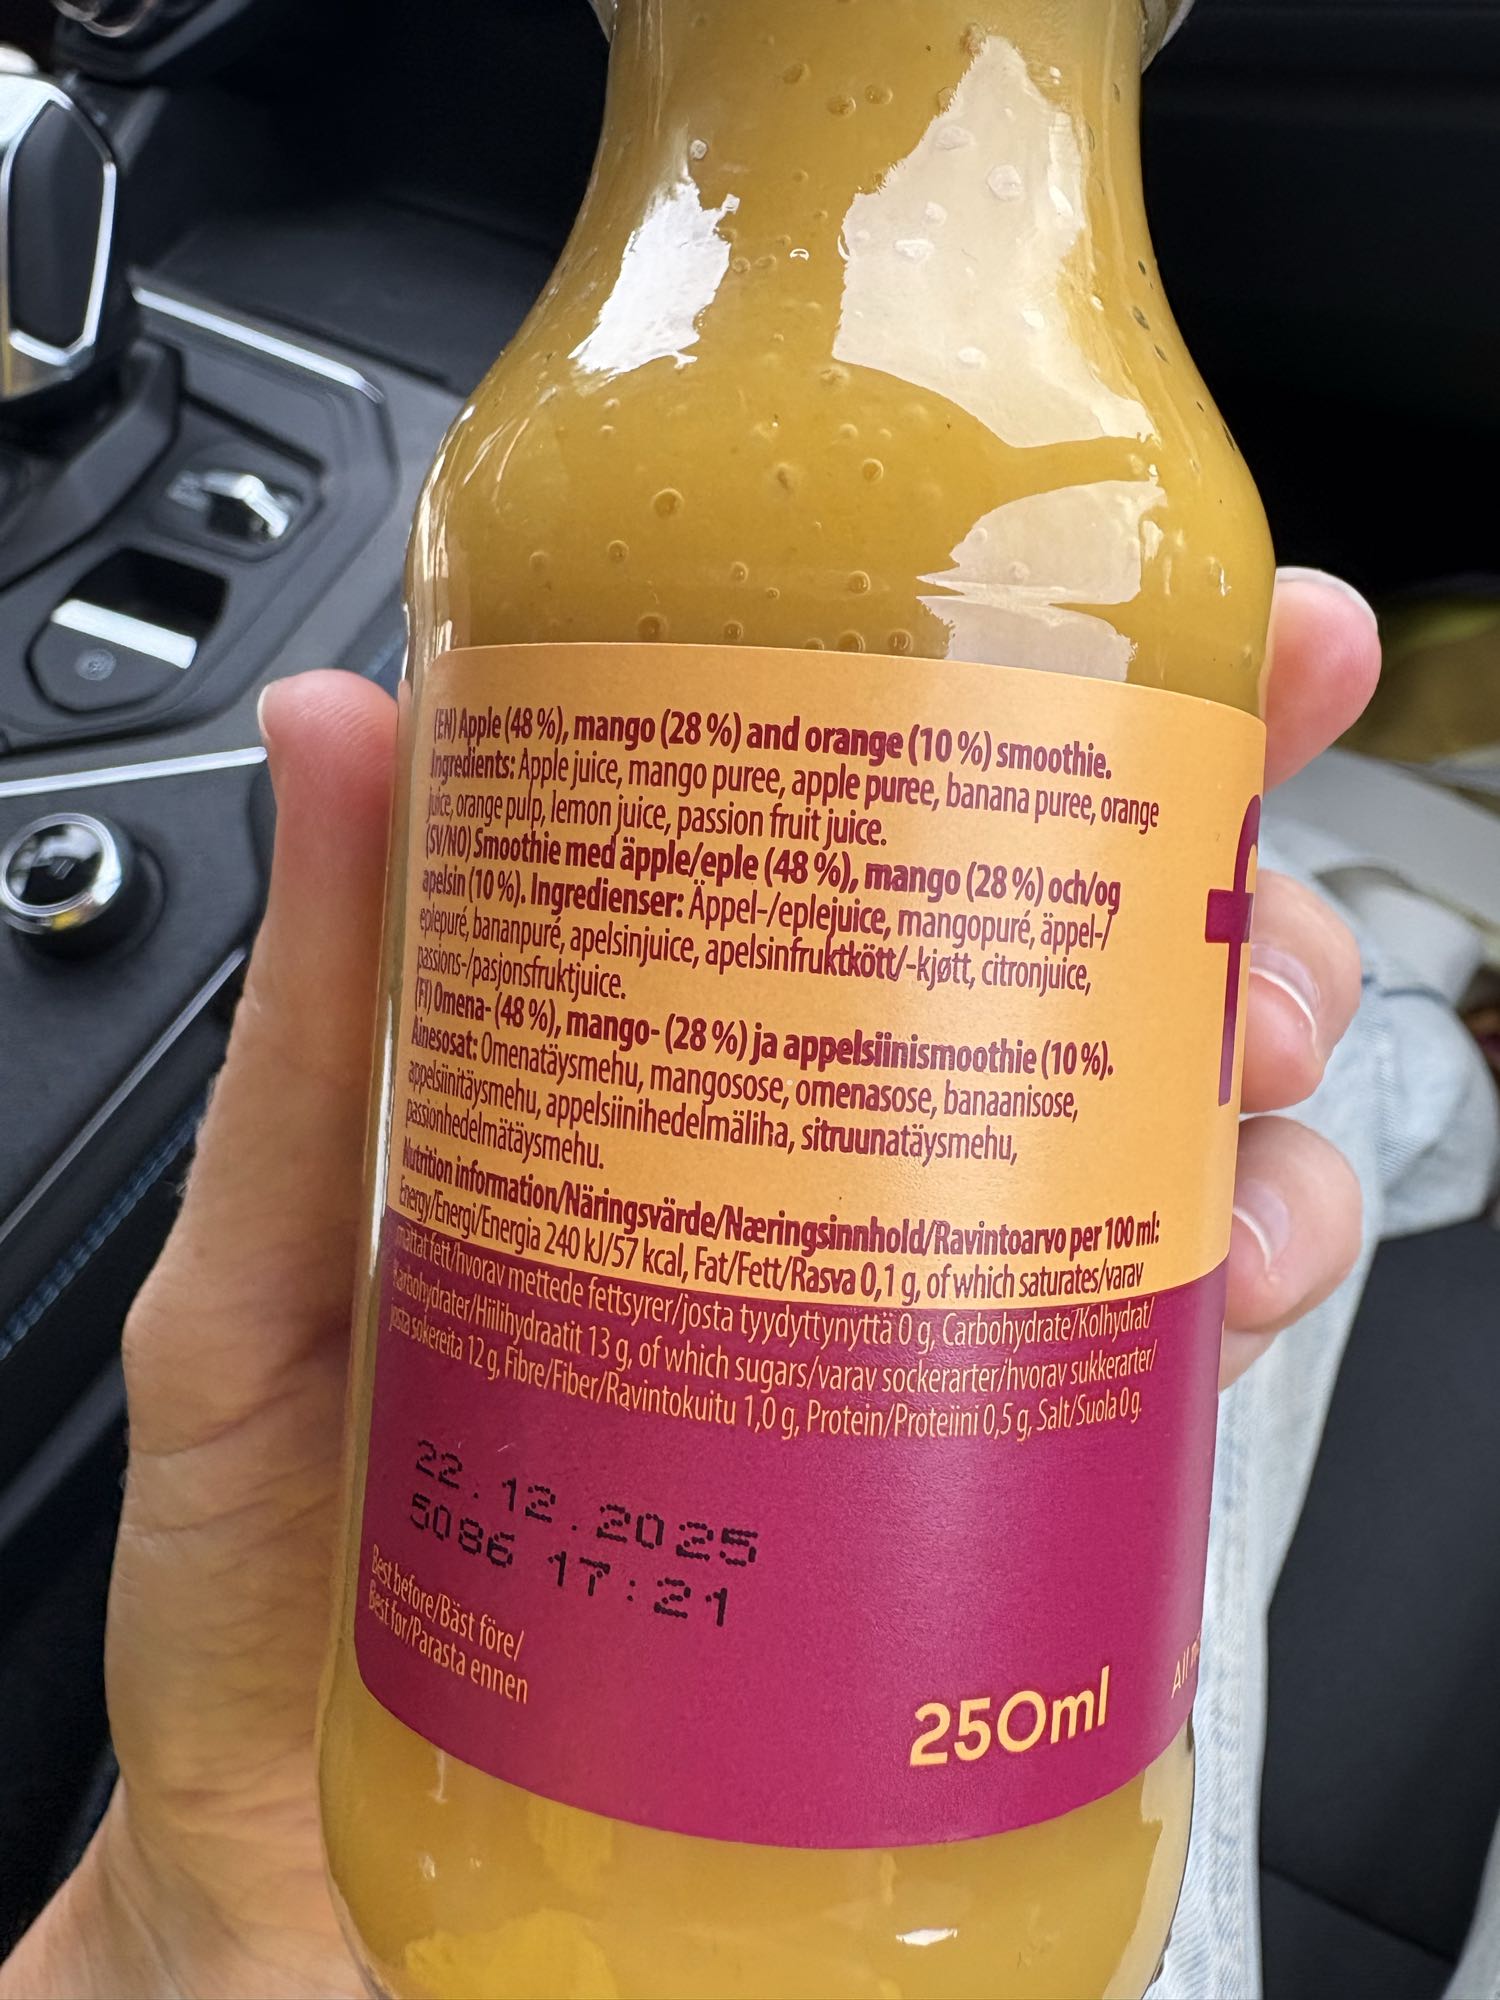 (EN) Apple (48 %), mango (28 %) and orange (10 %) smoothie.
Ingredients: Apple juice, mango puree, apple puree, banana puree, orange
juice, orange pulp, lemon juice, passion fruit juice.
(SV/NO) Smoothie med äpple/eple (48 %), mango (28 %) och/og
apelsin (10 %). Ingredienser: Äppel-/eplejuice, mangopuré, äppel-/
eplepuré, bananpuré, apelsinjuice, apelsinfruktkött/-kjøtt, citronjuice,
passions-/pasjonsfruktjuice.
(FI) Omena- (48 %), mango- (28 %) ja appelsiinismoothie (10 %).
Ainesosat: Omenatäysmehu, mangosose, omenasose, banaanisose,
appelsiinitäysmehu, appelsiinihedelmäliha, sitruunatäysmehu,
passionhedelmätäysmehu.
Nutrition information/Näringsvärde/Næringsinnhold/Ravintoarvo per 100 ml:
Energy/Energi/Energia 240 kJ/57 kcal, Fat/Fett/Rasva 0,1 g, of which saturates/varav
mättat fett/hvorav mettede fettsyrer/josta tyydyttynyttä 0 g, Carbohydrate/Kolhydrat/
Karbohydrater/Hiilihydraatit 13 g, of which sugars/varav sockerarter/hvorav sukkerarter/
josta sokereita 12 g, Fibre/Fiber/Ravintokuitu 1,0 g, Protein/Proteiini 0,5 g, Salt/Suola 0 g.
22.12.2025
5086 17:21
Best before/Bäst före/
Best før/Parasta ennen
250ml
f
All